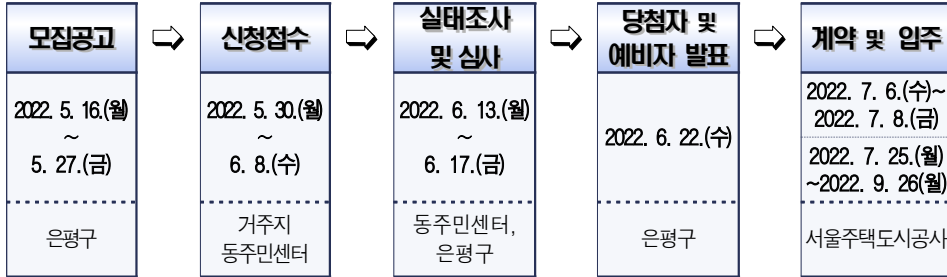 모집공고
2022. 5. 16.(월)
~
5. 27.(금)
은평구
신청접수
2022. 5. 30.(월)
~
6. 8.(수)
거주지
동주민센터
실태조사
및 심사
2022. 6. 13.(월)
~
6. 17.(금)
동주민센터,
은평구
당첨자 및
예비자 발표
2022. 6. 22.(수)
은평구
계약 및 입주
2022. 7. 6.(수)~
2022. 7. 8.(금)
2022. 7. 25.(월)
~2022. 9. 26(월)
서울주택도시공사